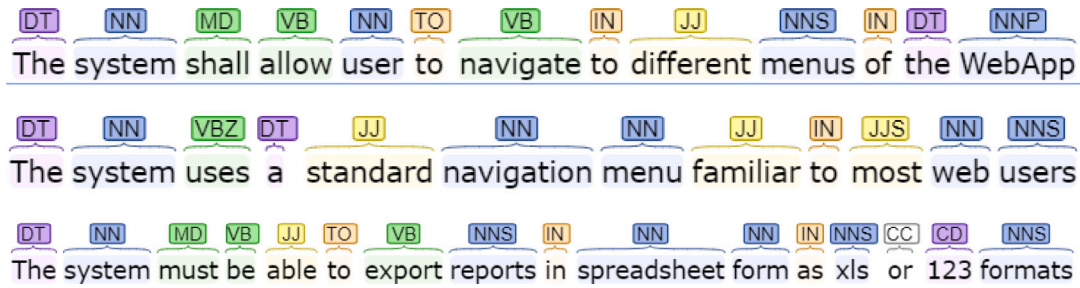 DT NN MD VB NN TO VB IN JJ NNS IN DT NNP
The system shall allow user to navigate to different menus of the WebApp
DT NN VBZ DT JJ NN NN JJ IN JJS NN NNS
The system uses a standard navigation menu familiar to most web users
DT NN MD VB JJ TO VB NNS IN NN NN IN NNS CC CD NNS
The system must be able to export reports in spreadsheet form as xls or 123 formats